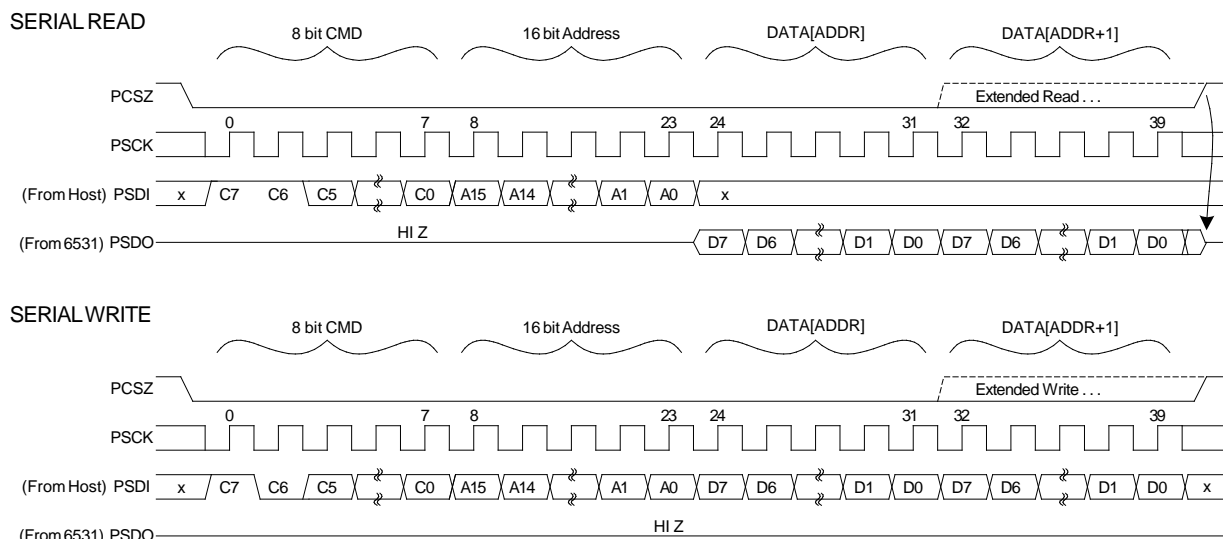 SERIAL READ
8 bit CMD 16 bit Address DATA[ADDR] DATA[ADDR+1]
PCSZ Extended Read . . .
0 7 8 23 24 31 32 39
PSCK
(From Host) PSDI x C7 C6 C5 C0 A15 A14 A1 A0 x
HI Z
(From 6531) PSDO D7 D6 D1 D0 D7 D6 D1 D0
SERIAL WRITE
8 bit CMD 16 bit Address DATA[ADDR] DATA[ADDR+1]
PCSZ Extended Write . . .
0 7 8 23 24 31 32 39
PSCK
(From Host) PSDI x C7 C6 C5 C0 A15 A14 A1 A0 D7 D6 D1 D0 D7 D6 D1 D0 x
HI Z
(From 6531) PSDO